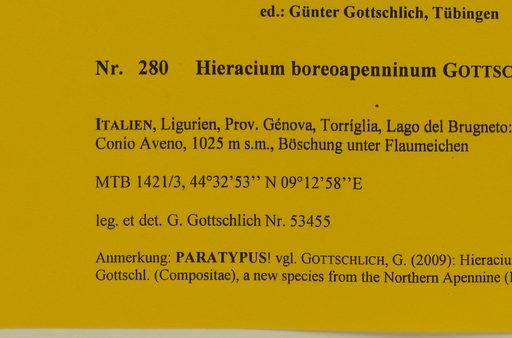 ed.: Günter Gottschlich, Tübingen
Nr. 280 Hieracium boreoapenninum GOTTSC
ITALIEN, Ligurien, Prov. Génova, Torríglia, Lago del Brugneto:
Conio Aveno, 1025 m s.m., Böschung unter Flaumeichen
MTB 1421/3, 44°32'53'' N 09°12'58''E
leg. et det. G. Gottschlich Nr. 53455
Anmerkung: PARATYPUS! vgl. GOTTSCHLICH, G. (2009): Hieraciu
Gottschl. (Compositae), a new species from the Northern Apennine (